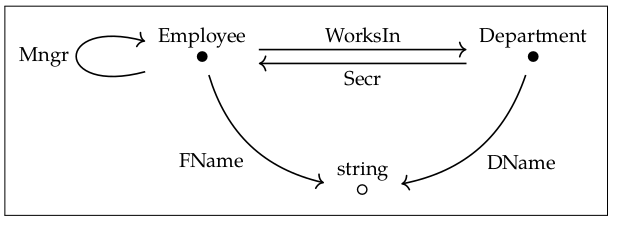 Employee
WorksIn
Department
Mngr
Secr
FName
string
DName